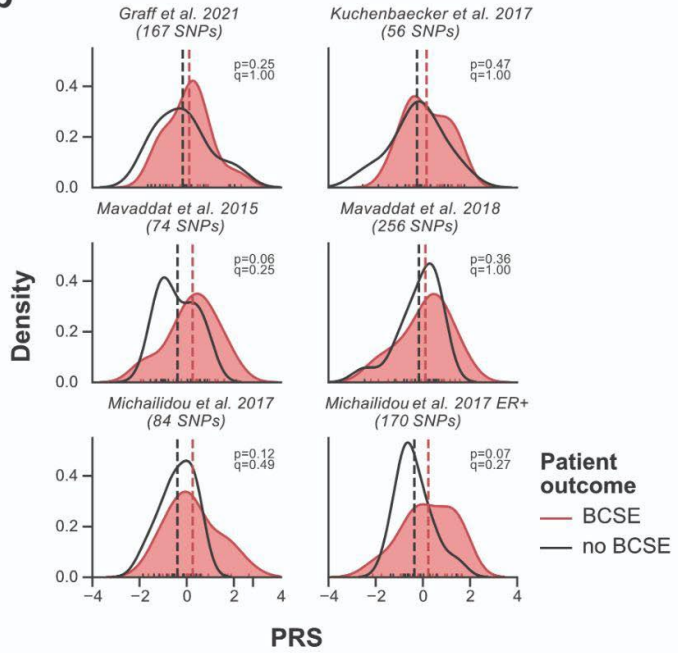 Graff et al. 2021
(167 SNPs)
p=0.25
q=1.00
0.4
0.2
0.0
Kuchenbaecker et al. 2017
(56 SNPs)
p=0.47
q=1.00
Mavaddat et al. 2015
(74 SNPs)
p=0.06
q=0.25
0.4
0.2
0.0
Mavaddat et al. 2018
(256 SNPs)
p=0.36
q=1.00
Density
Michailidou et al. 2017
(84 SNPs)
p=0.12
q=0.49
0.4
0.2
0.0
−4 −2 0 2 4
Michailidou et al. 2017 ER+
(170 SNPs)
p=0.07
q=0.27
−4 −2 0 2 4
PRS
Patient
outcome
BCSE
no BCSE